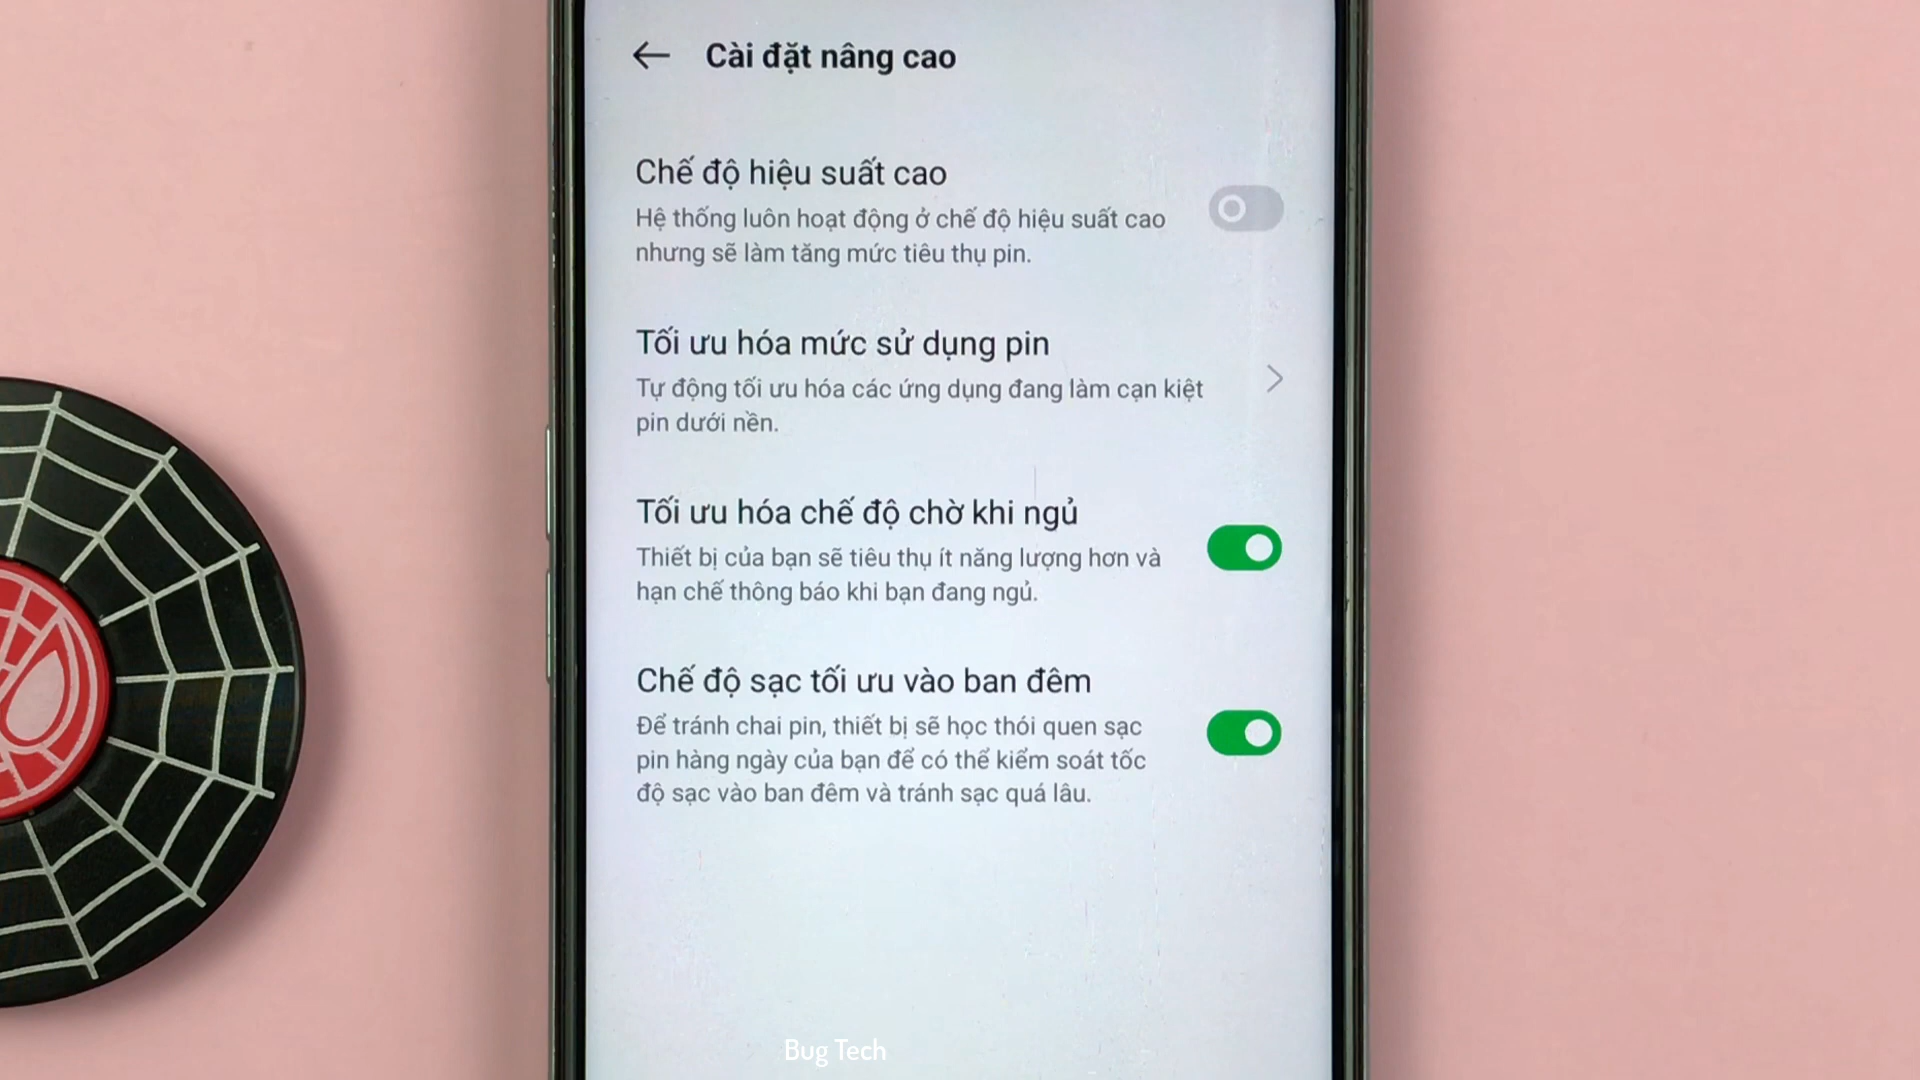 Cài đặt nâng cao
Chế độ hiệu suất cao
Hệ thống luôn hoạt động ở chế độ hiệu suất cao
nhưng sẽ làm tăng mức tiêu thụ pin.
Tối ưu hóa mức sử dụng pin
Tự động tối ưu hóa các ứng dụng đang làm cạn kiệt
pin dưới nền.
Tối ưu hóa chế độ chờ khi ngủ
Thiết bị của bạn sẽ tiêu thụ ít năng lượng hơn và
hạn chế thông báo khi bạn đang ngủ.
Chế độ sạc tối ưu vào ban đêm
Để tránh chai pin, thiết bị sẽ học thói quen sạc
pin hàng ngày của bạn để có thể kiểm soát tốc
độ sạc vào ban đêm và tránh sạc quá lâu.
Bug Tech